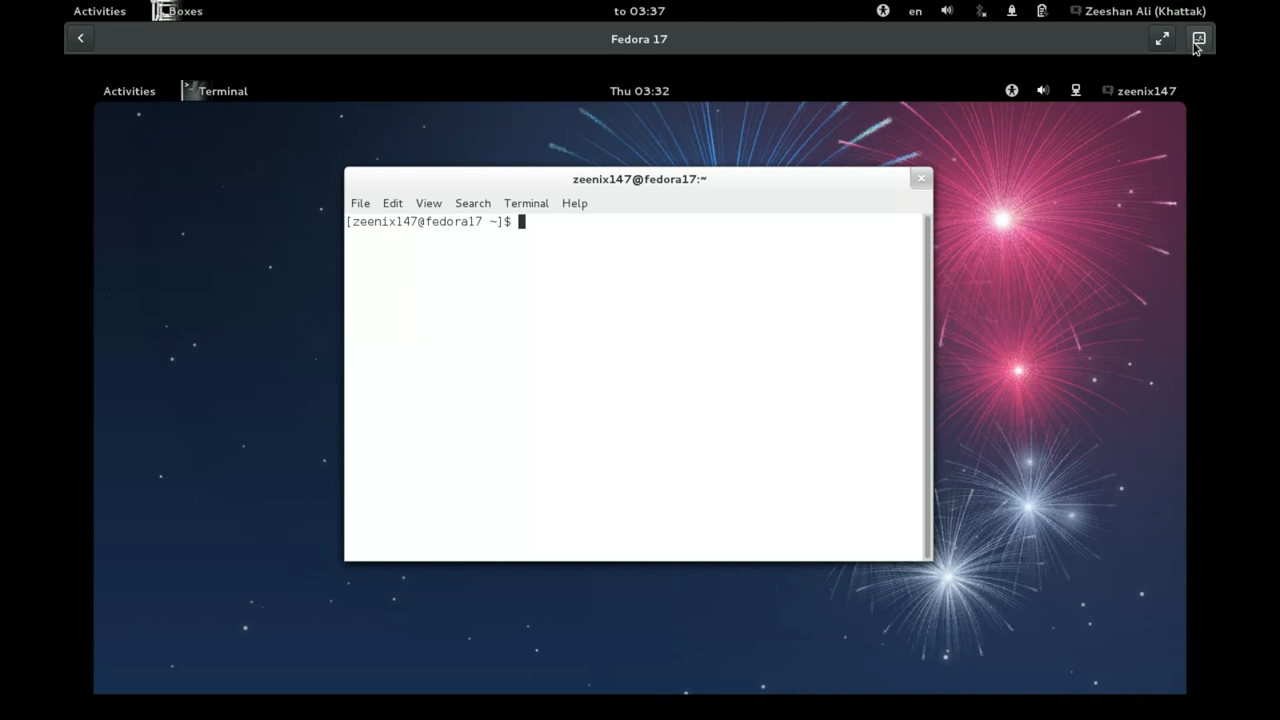 Activities Boxes to 03:37 en Zeeshan Ali (Khattak)
Fedora 17
Activities Terminal Thu 03:32 zeenix147
zeenix147@fedora17:~
File Edit View Search Terminal Help
[zeenix147@fedora17 ~]$